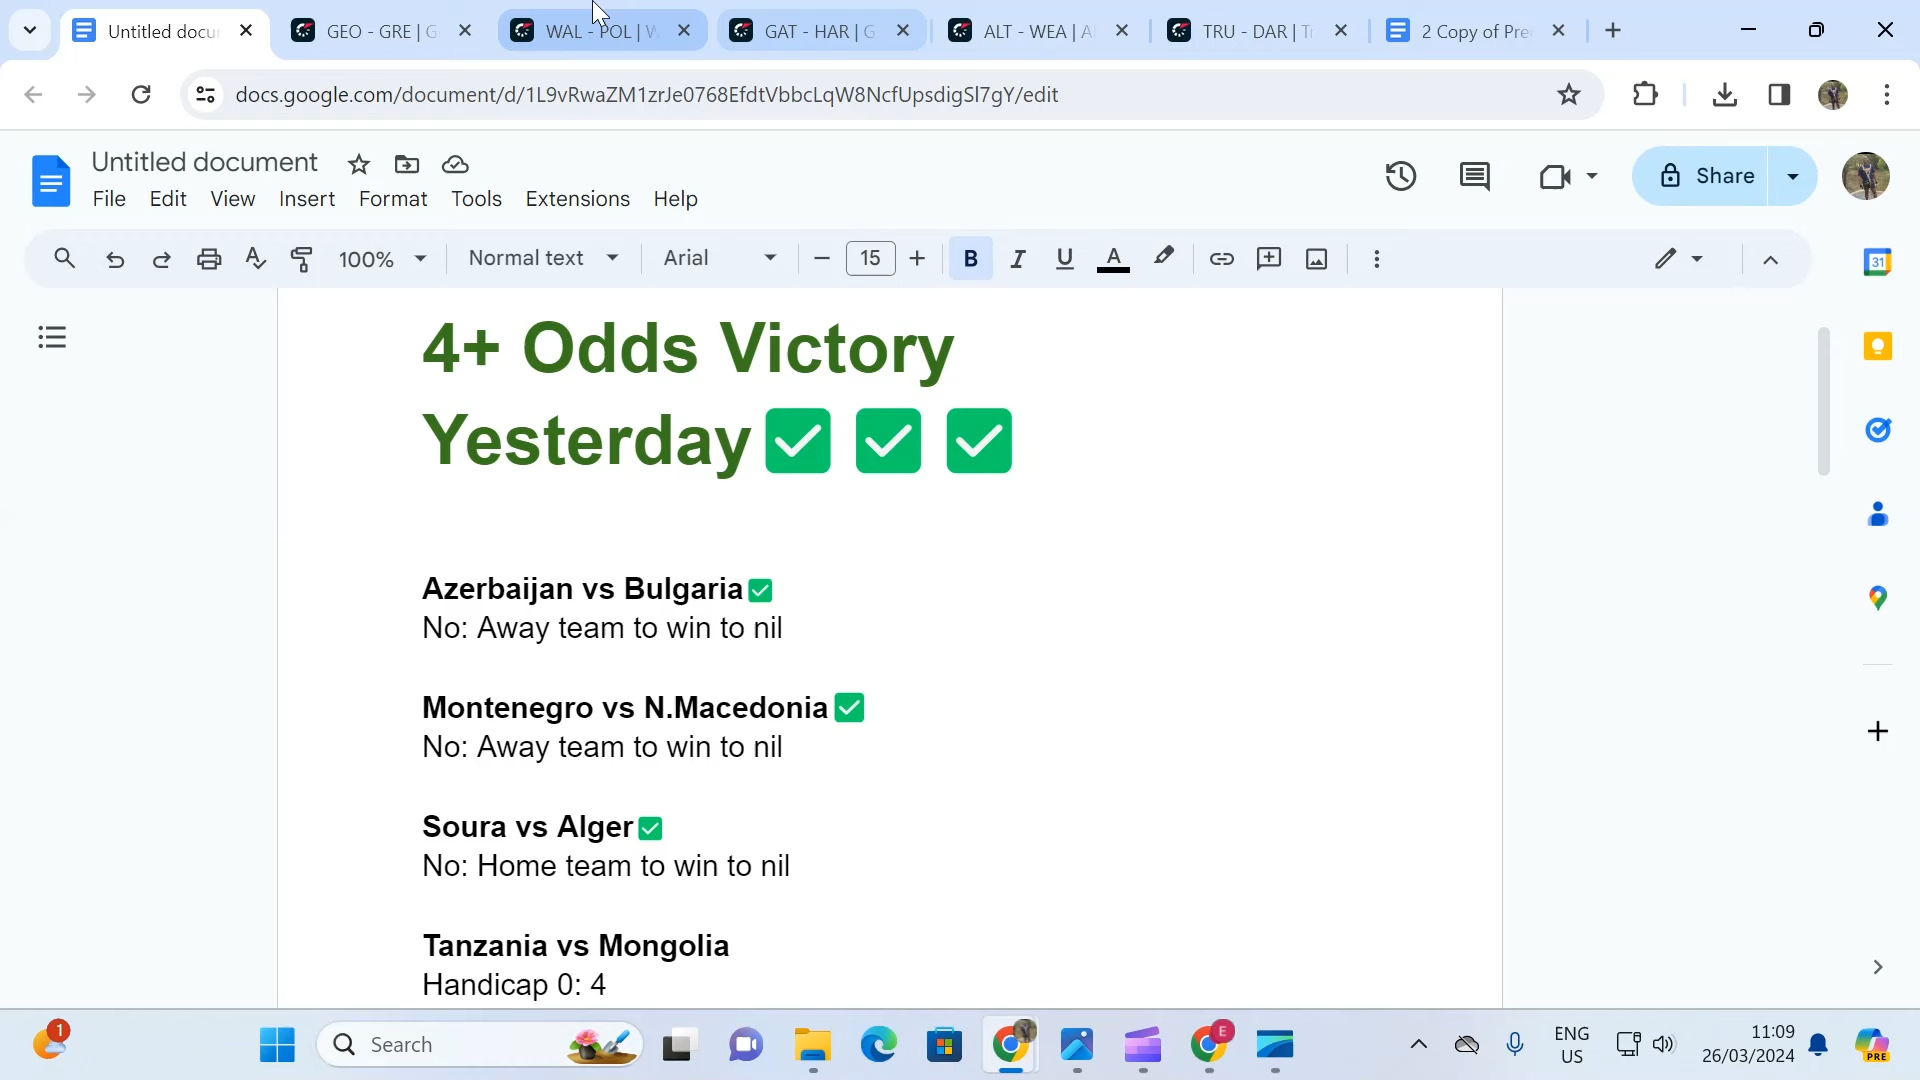 Untitled docu
GEO - GRE | G
WAL - POL | W
GAT - HAR | G
ALT - WEA | A
TRU - DAR | T
2 Copy of Pre
docs.google.com/document/d/1L9vRwaZM1zrJe0768EfdtVbbcLqW8NcfUpsdigSl7gY/edit
Untitled document
File Edit View Insert Format Tools Extensions Help
Share
100% Normal text Arial 15 B I U A
31
4+ Odds Victory
Yesterday✅ ✅ ✅
Azerbaijan vs Bulgaria✅
No: Away team to win to nil
Montenegro vs N.Macedonia✅
No: Away team to win to nil
Soura vs Alger✅
No: Home team to win to nil
Tanzania vs Mongolia
Handicap 0: 4
1
Search
E
ENG
US
11:09
26/03/2024
PRE